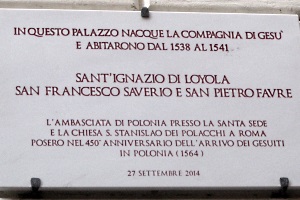 IN QUESTO PALAZZO NACQUE LA COMPAGNIA DI GESU'
E ABITARONO DAL 1538 AL 1541
SANT'IGNAZIO DI LOYOLA
SAN FRANCESCO SAVERIO E SAN PIETRO FAVRE
L'AMBASCIATA DI POLONIA PRESSO LA SANTA SEDE
E LA CHIESA S. STANISLAO DEI POLACCHI A ROMA
POSERO NEL 450° ANNIVERSARIO DELL'ARRIVO DEI GESUITI
IN POLONIA (1564)
27 SETTEMBRE 2014